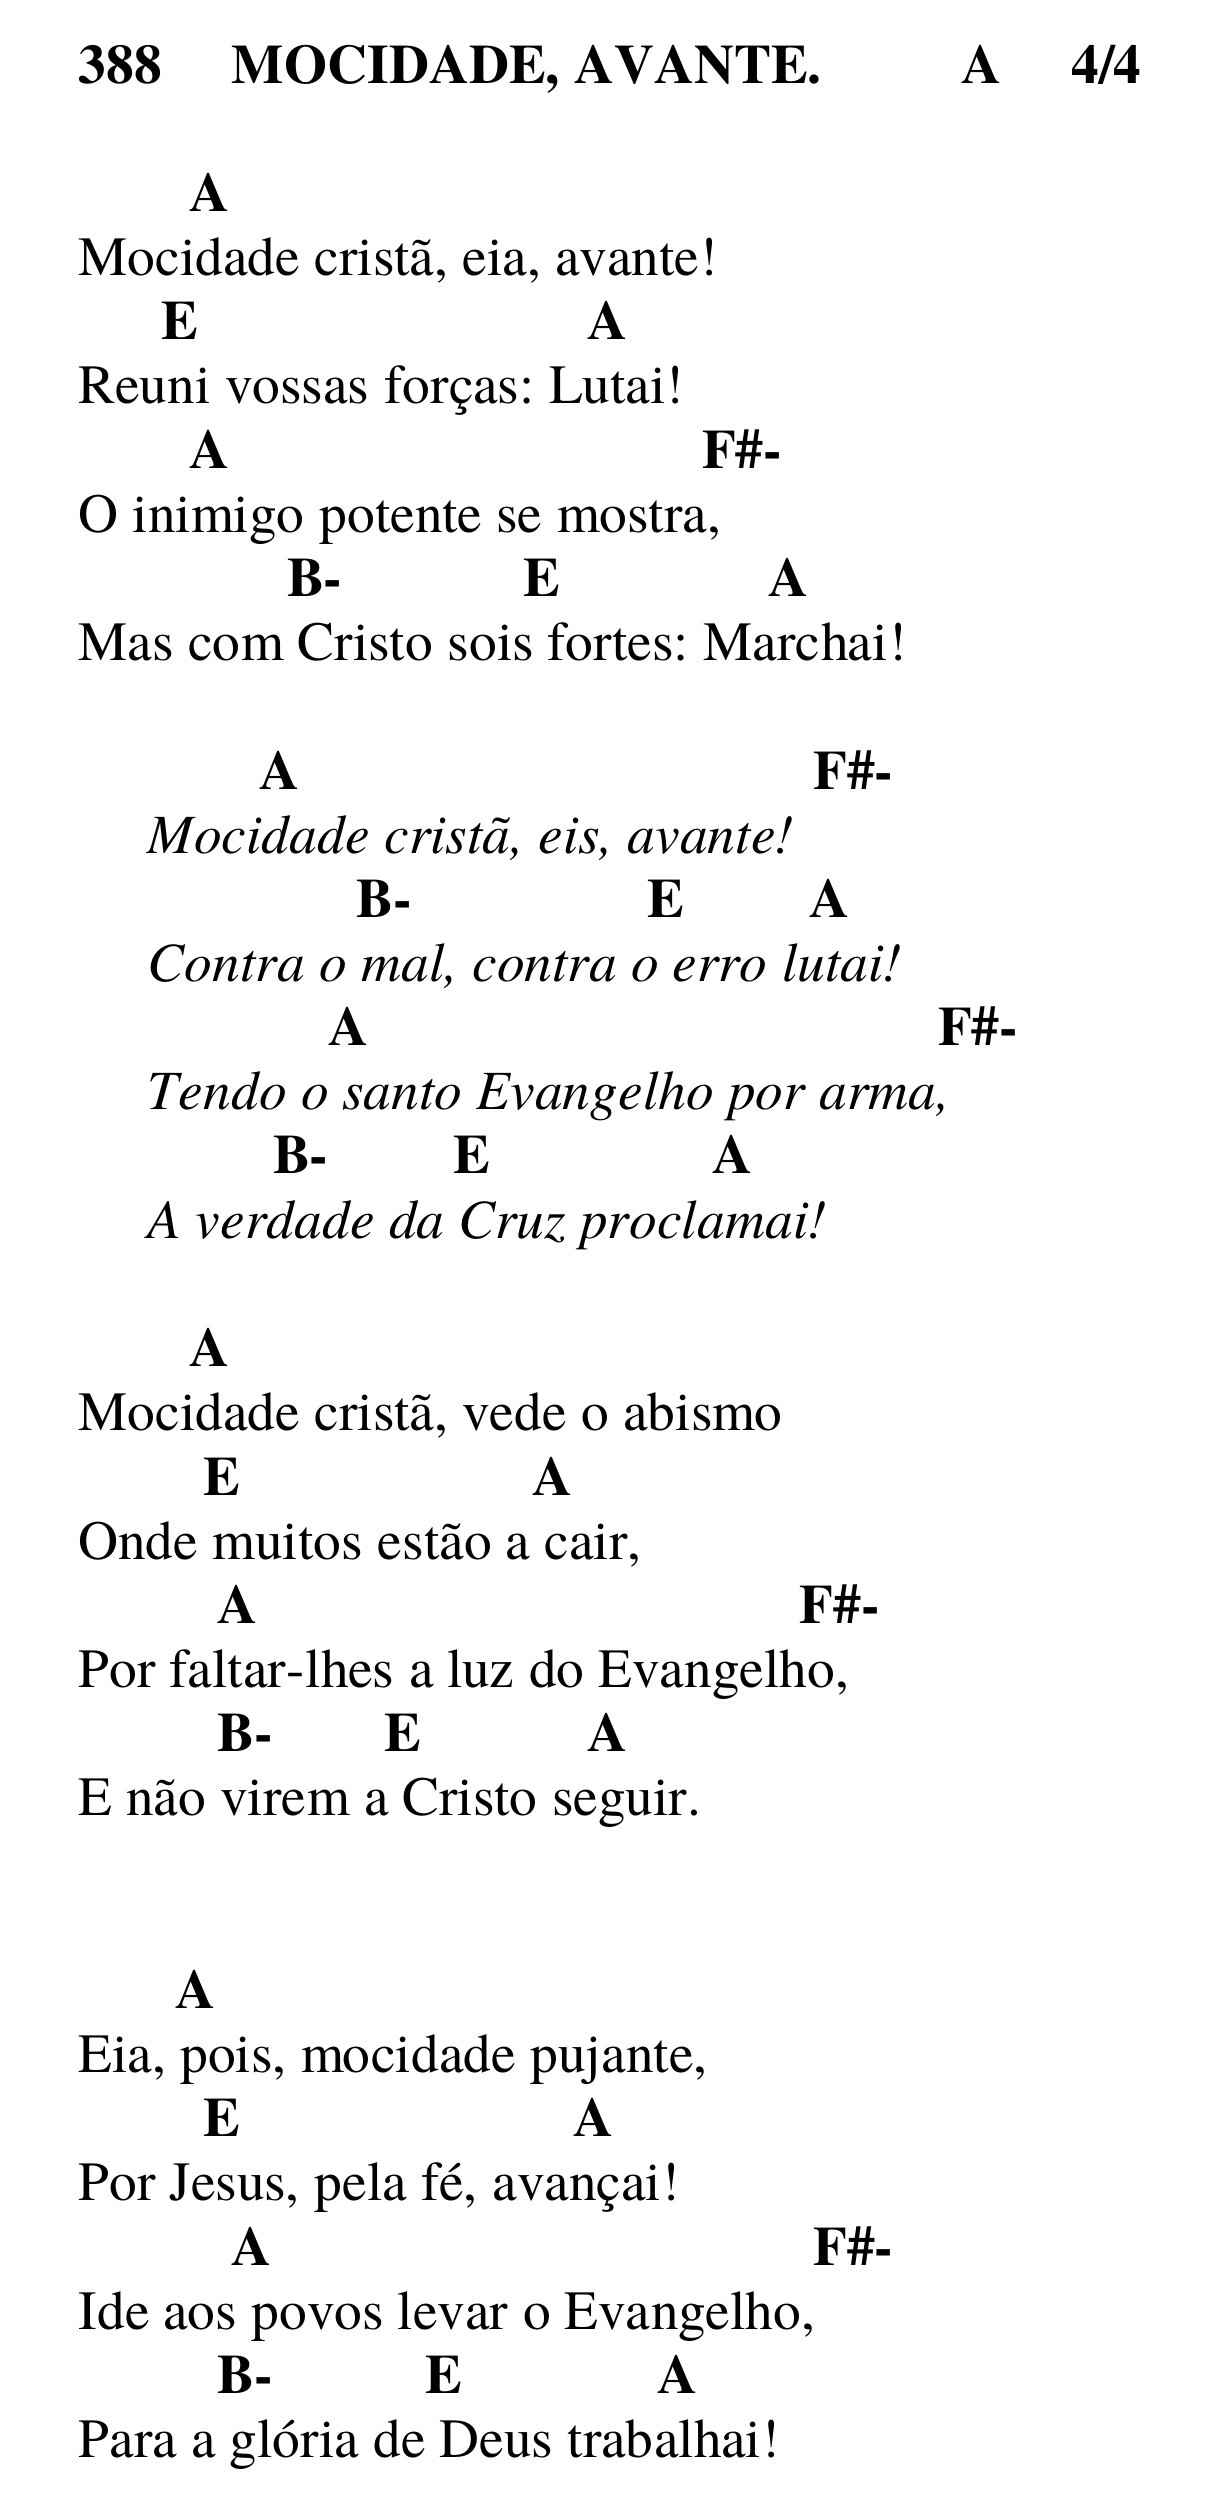 388 MOCIDADE, AVANTE. A 4/4
A
Mocidade cristã, eia, avante!
E A
Reuni vossas forças: Lutai!
A F#-
O inimigo potente se mostra,
B- E A
Mas com Cristo sois fortes: Marchai!
A F#-
Mocidade cristã, eis, avante!
B- E A
Contra o mal, contra o erro lutai!
A F#-
Tendo o santo Evangelho por arma,
B- E A
A verdade da Cruz proclamai!
A
Mocidade cristã, vede o abismo
E A
Onde muitos estão a cair,
A F#-
Por faltar-lhes a luz do Evangelho,
B- E A
E não virem a Cristo seguir.
A
Eia, pois, mocidade pujante,
E A
Por Jesus, pela fé, avançai!
A F#-
Ide aos povos levar o Evangelho,
B- E A
Para a glória de Deus trabalhai!